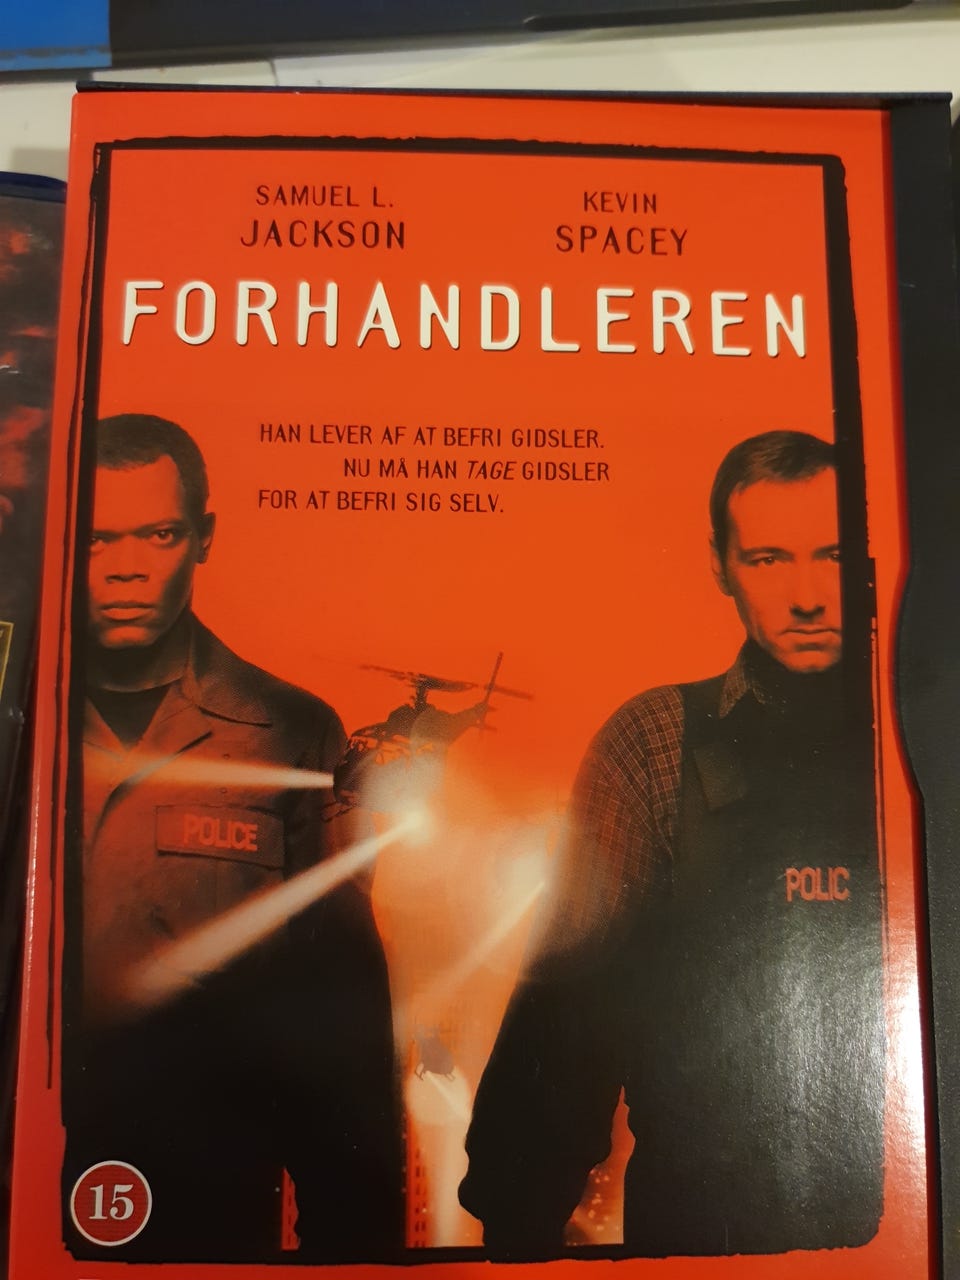 SAMUEL L.
JACKSON
KEVIN
SPACEY
FORHANDLEREN
HAN LEVER AF AT BEFRI GIDSLER.
NU MÅ HAN TAGE GIDSLER
FOR AT BEFRI SIG SELV.
POLICE
POLIC
15